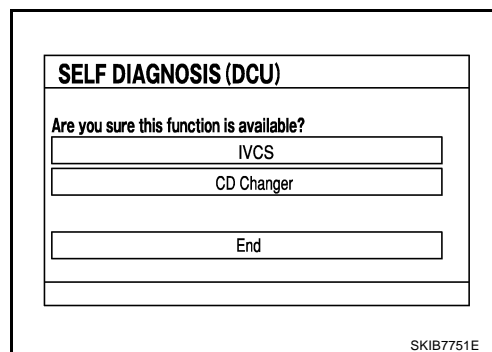 SELF DIAGNOSIS (DCU)
Are you sure this function is available?
IVCS
CD Changer
End
SKIB7751E